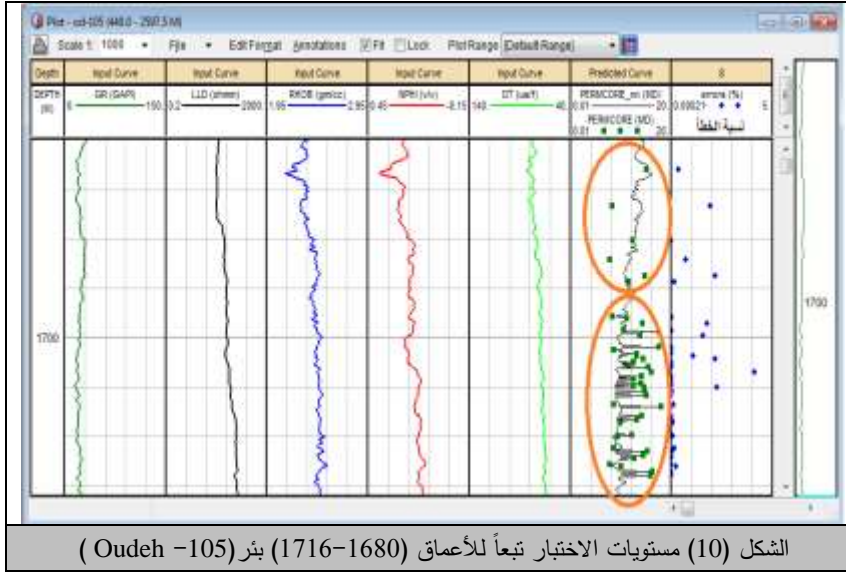 Plot - od-105 (440.0 - 2507.5 M)
Scale 1: 1000 File Edit Format Annotations Fit Lock Plot Range [Default Range]
Depth Input Curve Input Curve Input Curve Input Curve Input Curve Predicted Curve 8
DEPTH (M) GR (GAPI) LLD (ohmm) RHOB (gm/cc) NPHI (v/v) DT (us/f) PERMCORE_mi (MD) errore (%)
0. 150. 0.2 2000. 1.95 2.95 0.45 -0.15 140. 40. 0.01 20. 5
PERMCORE (MD) نسبة الخطأ
0.01 20.
1700 1700
الشكل (10) مستويات الاختبار تبعاً للأعماق (1680-1716) بئر (Oudeh -105 )